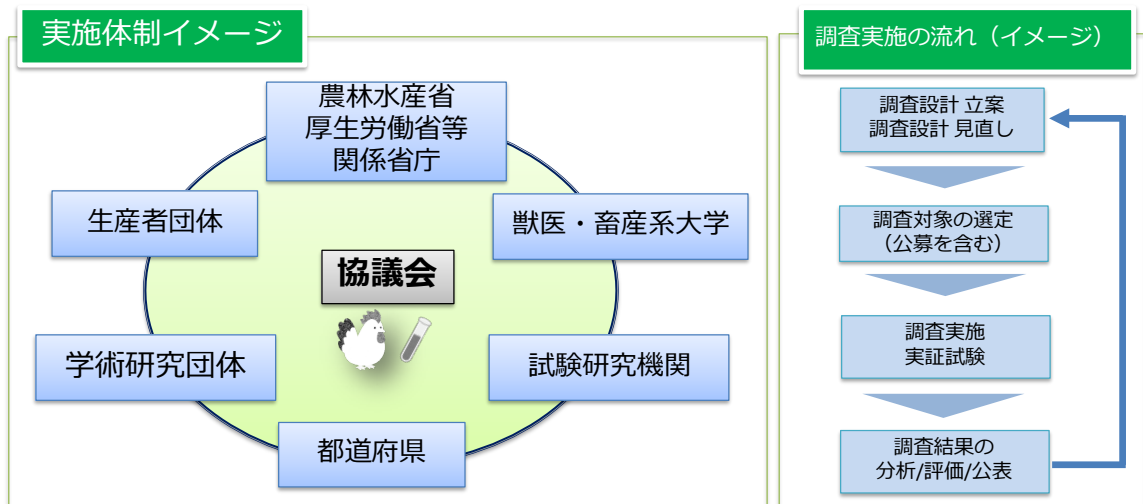 実施体制イメージ
農林水産省
厚生労働省等
関係省庁
生産者団体
獣医・畜産系大学
協議会
学術研究団体
試験研究機関
都道府県
調査実施の流れ（イメージ）
調査設計 立案
調査設計 見直し
調査対象の選定
（公募を含む）
調査実施
実証試験
調査結果の
分析/評価/公表